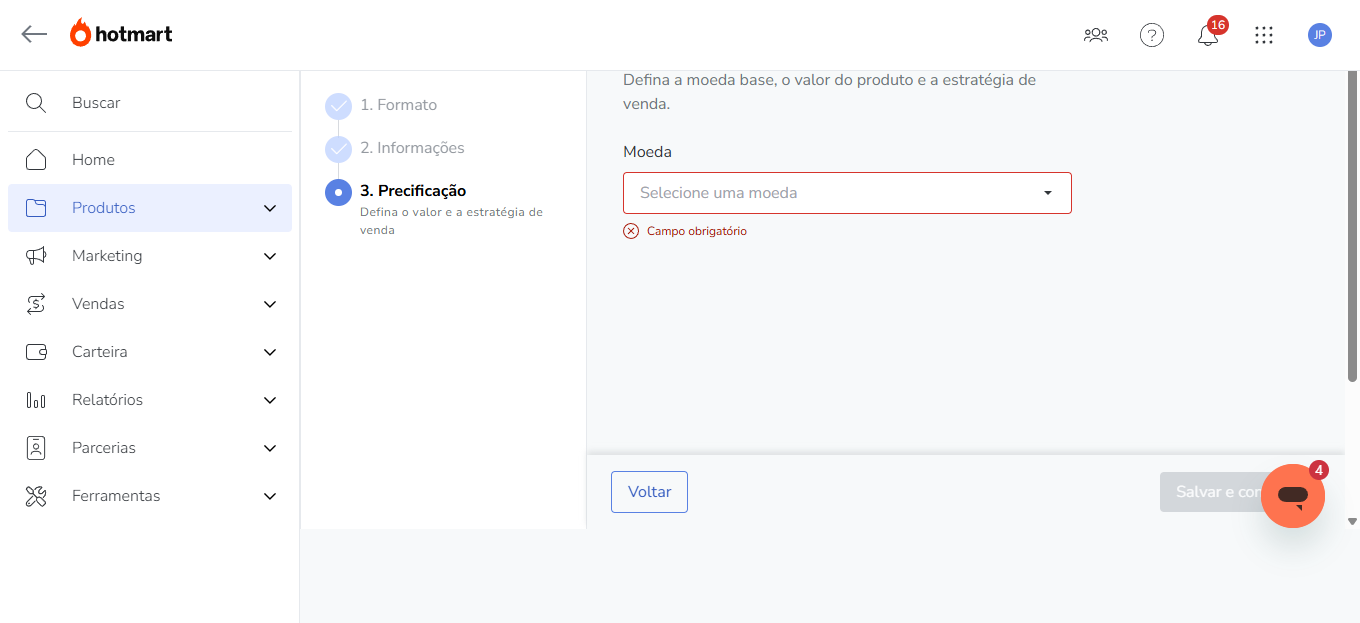 hotmart
16
JP
Buscar
Home
Produtos
Marketing
Vendas
Carteira
Relatórios
Parcerias
Ferramentas
1. Formato
2. Informações
3. Precificação
Defina o valor e a estratégia de
venda
Defina a moeda base, o valor do produto e a estratégia de
venda.
Moeda
Selecione uma moeda
Campo obrigatório
Voltar
Salvar e con
4